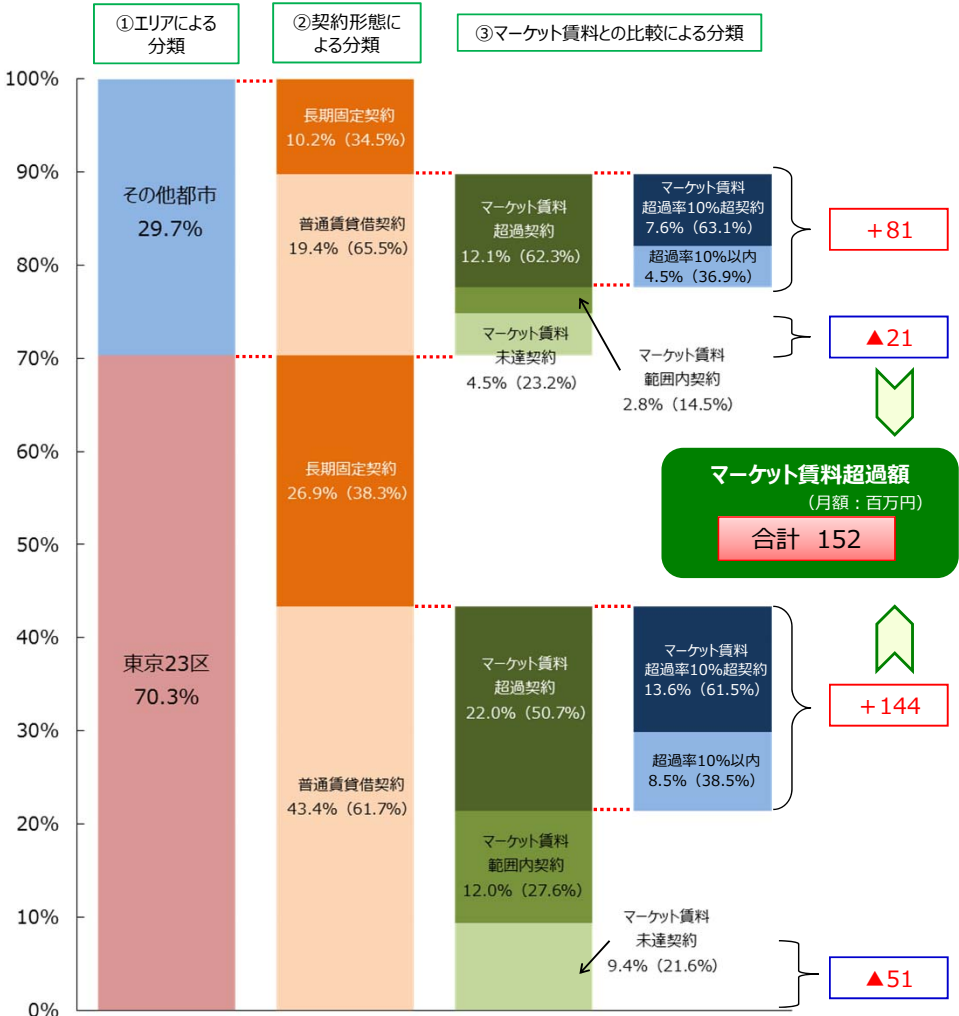 ①エリアによる
分類
②契約形態に
よる分類
③マーケット賃料との比較による分類
100%
90%
80%
70%
60%
50%
40%
30%
20%
10%
0%
その他都市
29.7%
東京23区
70.3%
長期固定契約
10.2%（34.5%）
普通賃貸借契約
19.4%（65.5%）
長期固定契約
26.9%（38.3%）
普通賃貸借契約
43.4%（61.7%）
マーケット賃料
超過契約
12.1%（62.3%）
マーケット賃料
未達契約
4.5%（23.2%）
マーケット賃料
範囲内契約
2.8%（14.5%）
マーケット賃料
超過率10%超契約
7.6%（63.1%）
超過率10%以内
4.5%（36.9%）
+81
▲21
マーケット賃料超過額
（月額：百万円）
合計 152
マーケット賃料
超過契約
22.0%（50.7%）
マーケット賃料
範囲内契約
12.0%（27.6%）
マーケット賃料
未達契約
9.4%（21.6%）
マーケット賃料
超過率10%超契約
13.6%（61.5%）
超過率10%以内
8.5%（38.5%）
+144
▲51